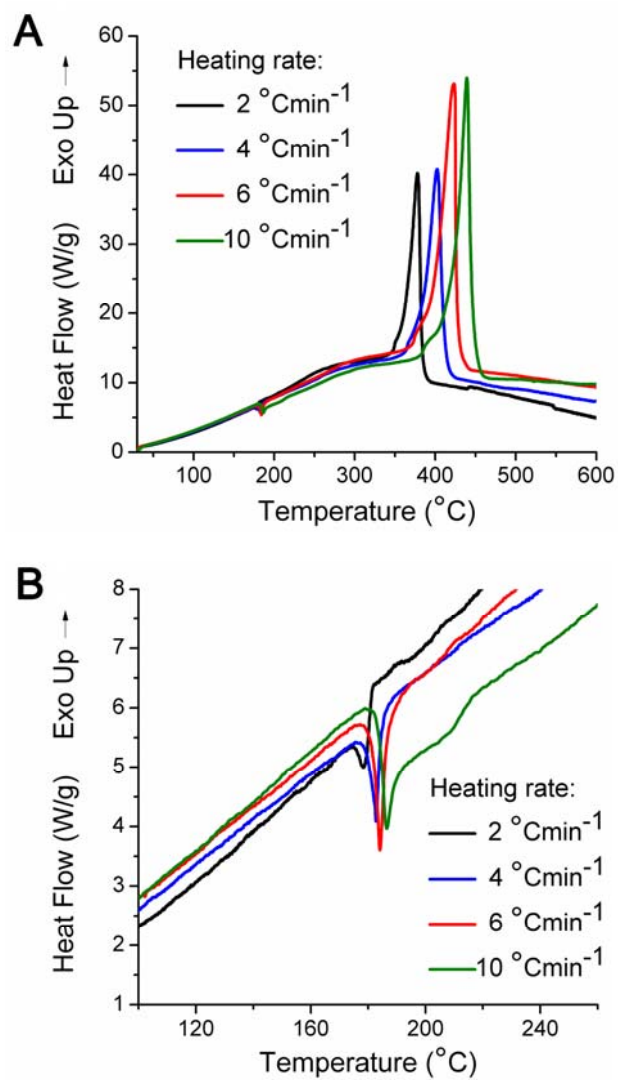 A
60
50
40
30
20
10
0
Heat Flow (W/g) Exo Up →
Heating rate:
2 °Cmin⁻¹
4 °Cmin⁻¹
6 °Cmin⁻¹
10 °Cmin⁻¹
100 200 300 400 500 600
Temperature (°C)
B
8
7
6
5
4
3
2
1
Heat Flow (W/g) Exo Up →
Heating rate:
2 °Cmin⁻¹
4 °Cmin⁻¹
6 °Cmin⁻¹
10 °Cmin⁻¹
120 160 200 240
Temperature (°C)